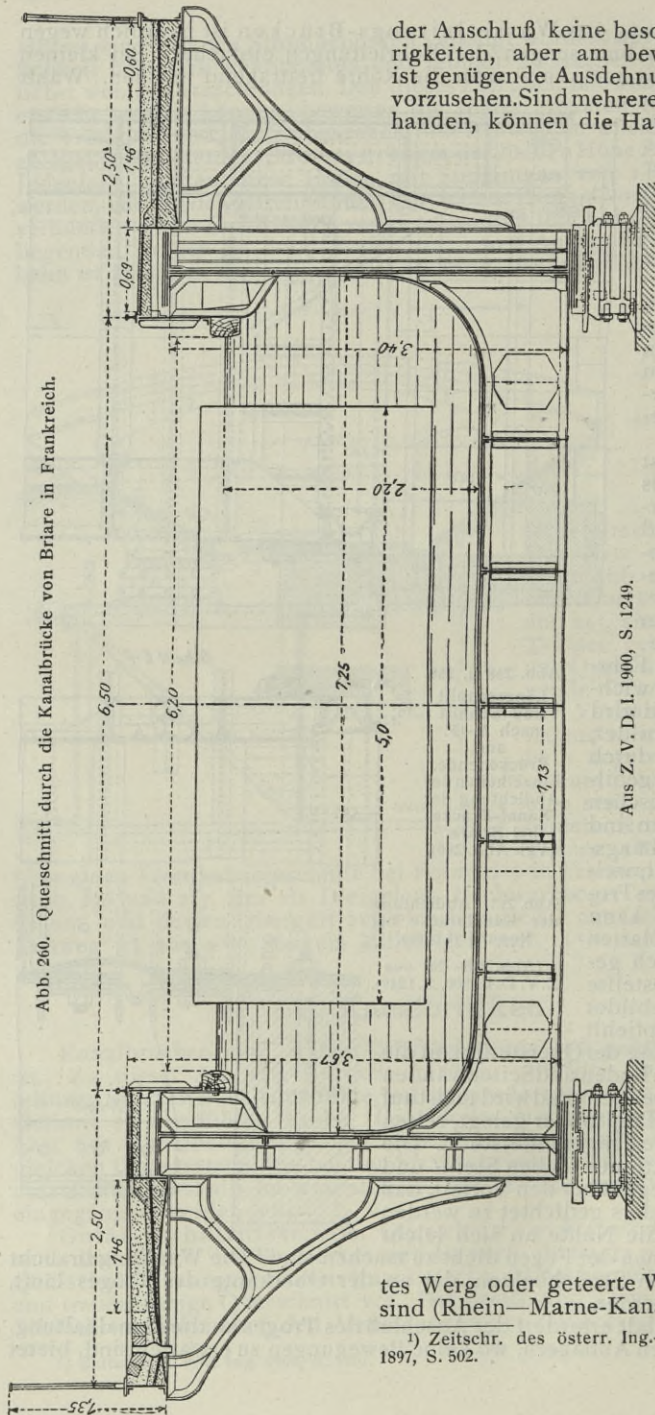 der Anschluß keine besc
rigkeiten, aber am bev
ist genügende Ausdehnu
vorzusehen. Sind mehrere
handen, können die Ha
Abb. 260. Querschnitt durch die Kanalbrücke von Briare in Frankreich.
2,50
0,60
1,46
0,69
3,40
2,20
6,50
6,20
7,25
5,0
1,13
3,67
2,50
1,46
1,35
Aus Z. V. D. I. 1900, S. 1249.
tes Werg oder geteerte W
sind (Rhein—Marne-Kan
¹) Zeitschr. des österr. Ing.-
1897, S. 502.